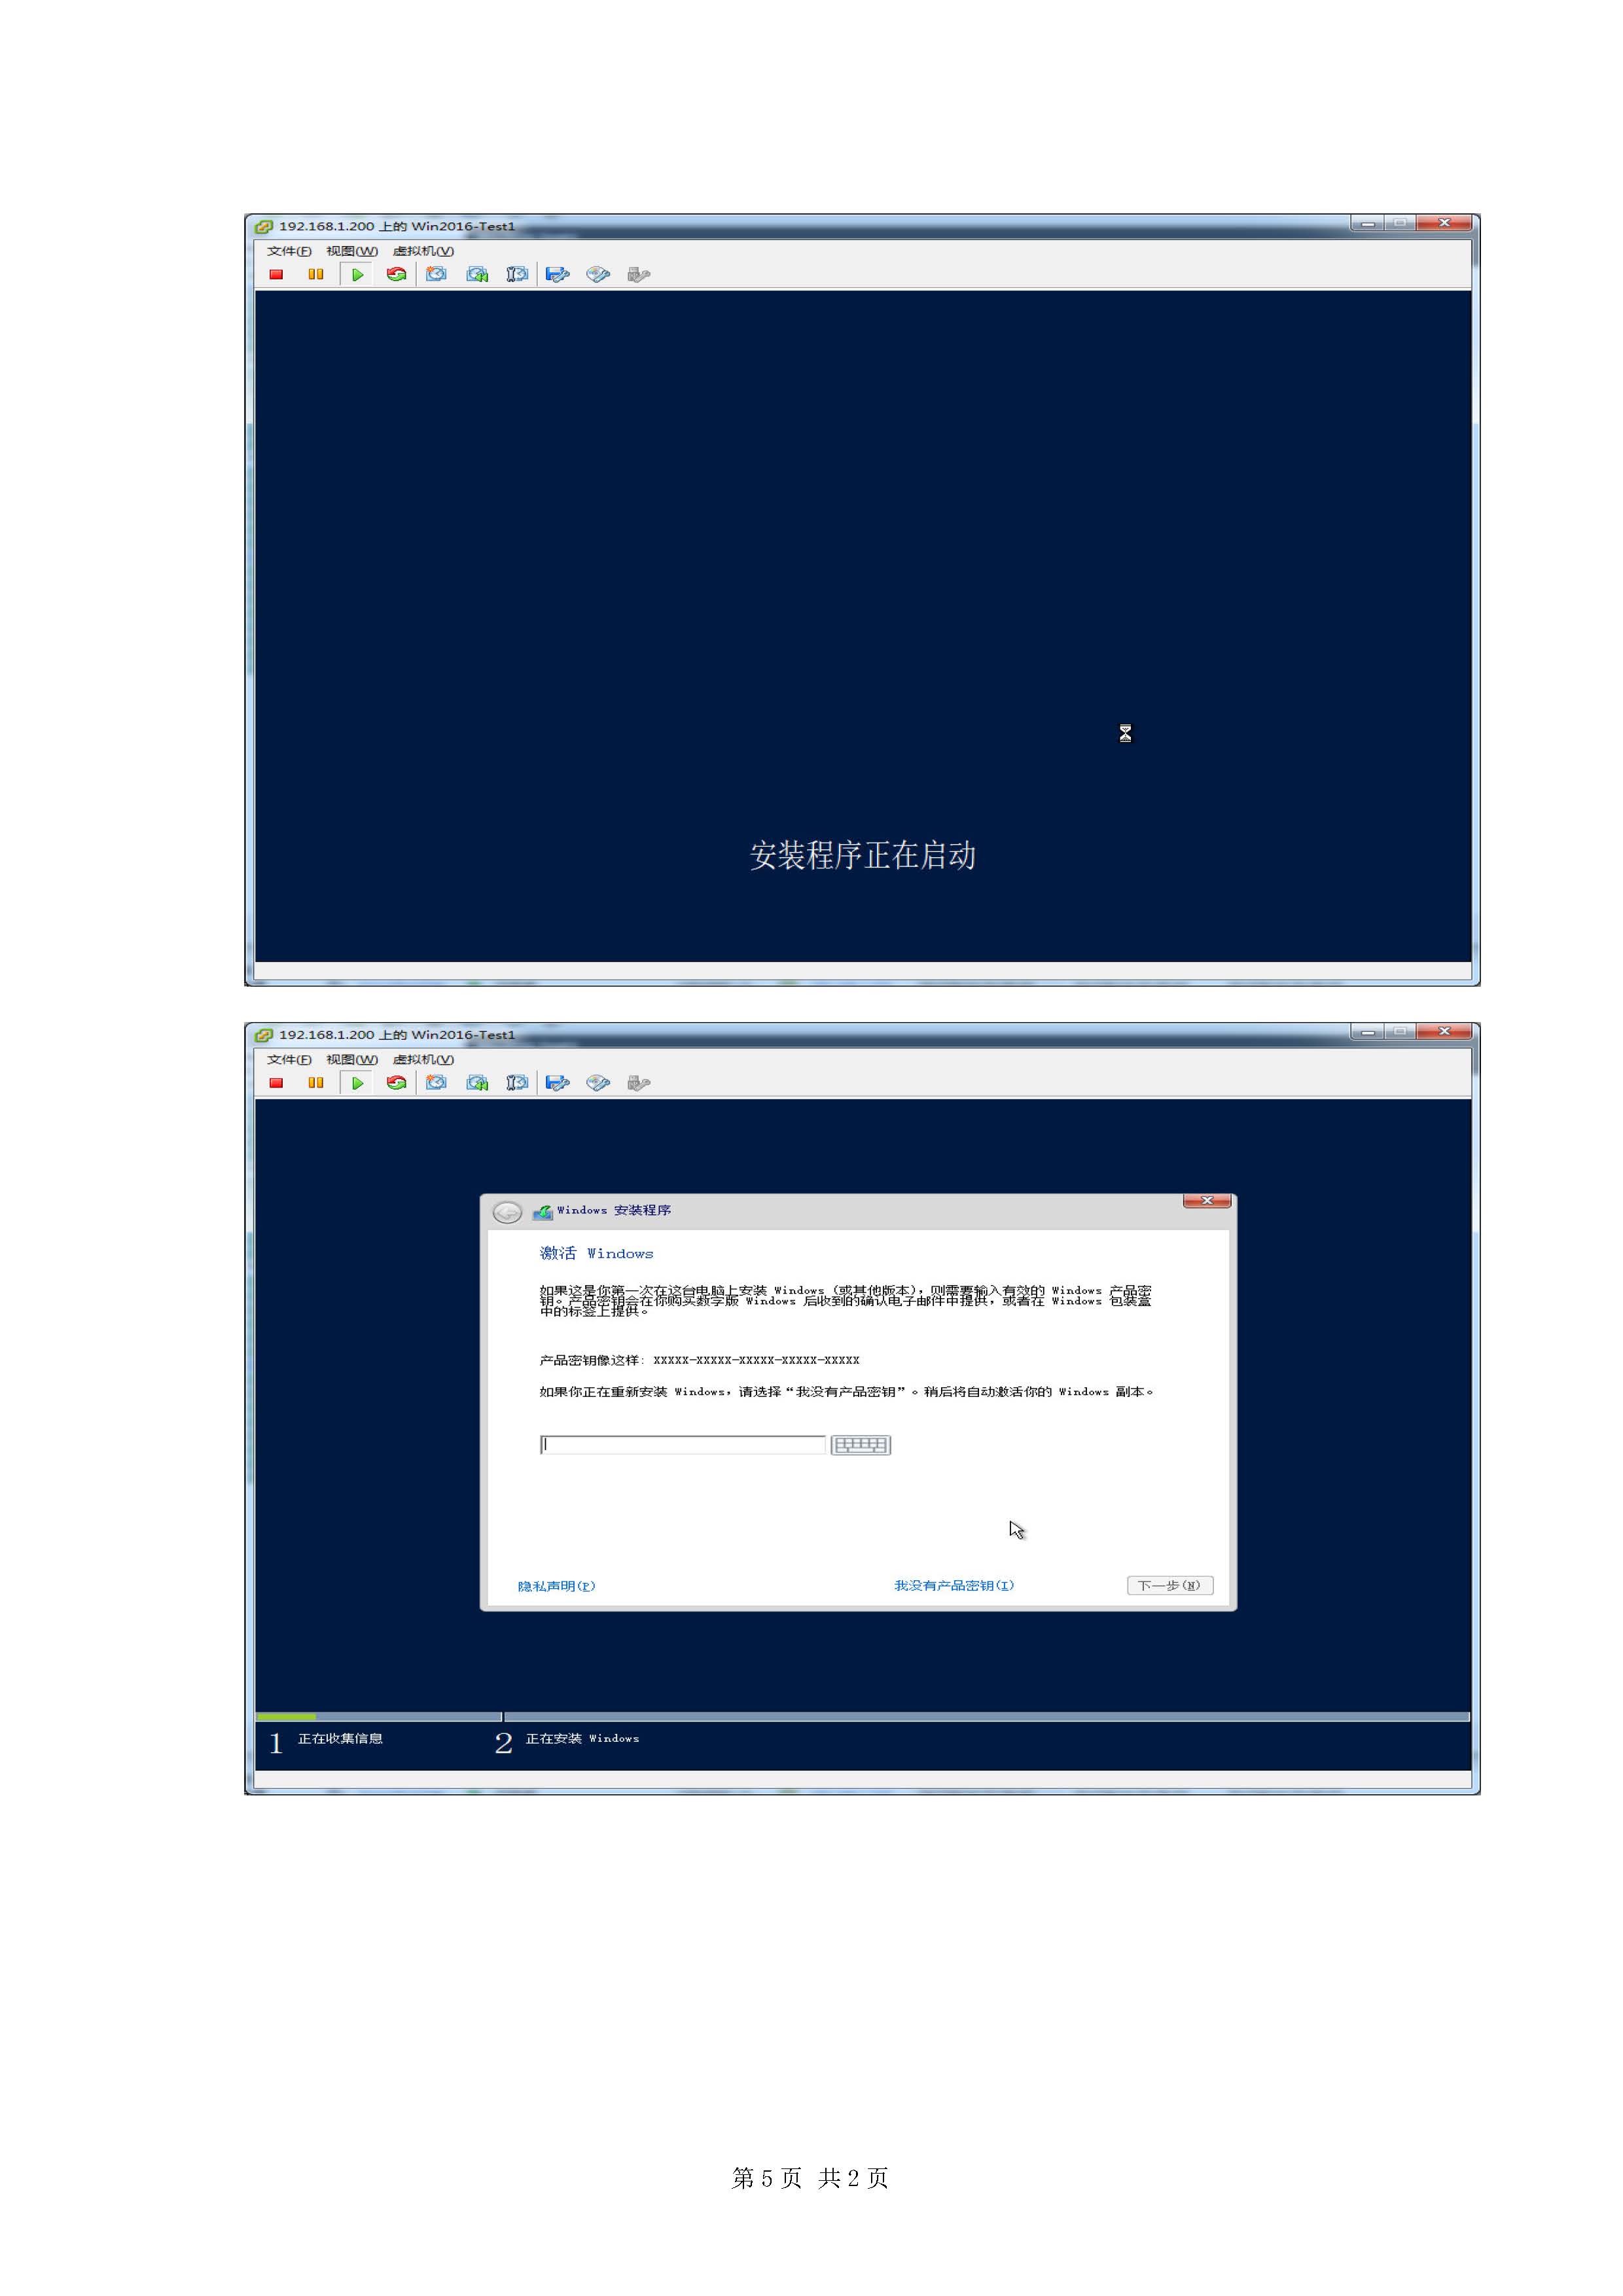 192.168.1.200 上的 Win2016-Test1
文件(F) 视图(W) 虚拟机(V)
安装程序正在启动
192.168.1.200 上的 Win2016-Test1
文件(F) 视图(W) 虚拟机(V)
Windows 安装程序
激活 Windows
如果这是你第一次在这台电脑上安装 Windows（或其他版本），则需要输入有效的 Windows 产品密
钥。产品密钥会在你购买数字版 Windows 后收到的确认电子邮件中提供，或者在 Windows 包装盒
中的标签上提供。
产品密钥像这样: XXXXX-XXXXX-XXXXX-XXXXX-XXXXX
如果你正在重新安装 Windows，请选择“我没有产品密钥”。稍后将自动激活你的 Windows 副本。
隐私声明(P) 我没有产品密钥(I) 下一步(N)
1 正在收集信息 2 正在安装 Windows
第 5 页 共 2 页